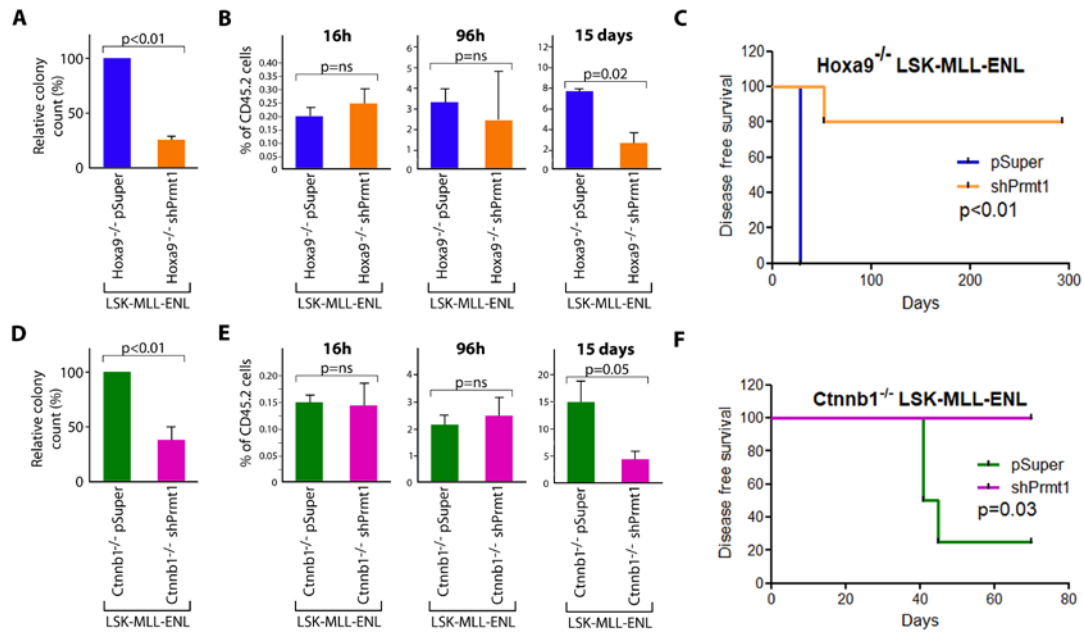 A
Relative colony count (%)
100
50
0
p<0.01
Hoxa9-/- pSuper
Hoxa9-/- shPrmt1
LSK-MLL-ENL
B
% of CD45.2 cells
16h
0.40
0.35
0.30
0.25
0.20
0.15
0.10
0.05
0
p=ns
Hoxa9-/- pSuper
Hoxa9-/- shPrmt1
96h
6
5
4
3
2
1
0
p=ns
Hoxa9-/- pSuper
Hoxa9-/- shPrmt1
15 days
10
8
6
4
2
0
p=0.02
Hoxa9-/- pSuper
Hoxa9-/- shPrmt1
LSK-MLL-ENL
LSK-MLL-ENL
LSK-MLL-ENL
C
Hoxa9-/- LSK-MLL-ENL
Disease free survival
120
100
80
60
40
20
0
pSuper
shPrmt1
p<0.01
0
100
200
300
Days
D
Relative colony count (%)
100
50
0
p<0.01
Ctnnb1-/- pSuper
Ctnnb1-/- shPrmt1
LSK-MLL-ENL
E
% of CD45.2 cells
16h
0.20
0.15
0.10
0.05
0
p=ns
Ctnnb1-/- pSuper
Ctnnb1-/- shPrmt1
96h
5
4
3
2
1
0
p=ns
Ctnnb1-/- pSuper
Ctnnb1-/- shPrmt1
15 days
20
15
10
5
0
p=0.05
Ctnnb1-/- pSuper
Ctnnb1-/- shPrmt1
LSK-MLL-ENL
LSK-MLL-ENL
LSK-MLL-ENL
F
Ctnnb1-/- LSK-MLL-ENL
Disease free survival
120
100
80
60
40
20
0
pSuper
shPrmt1
p=0.03
0
20
40
60
80
Days